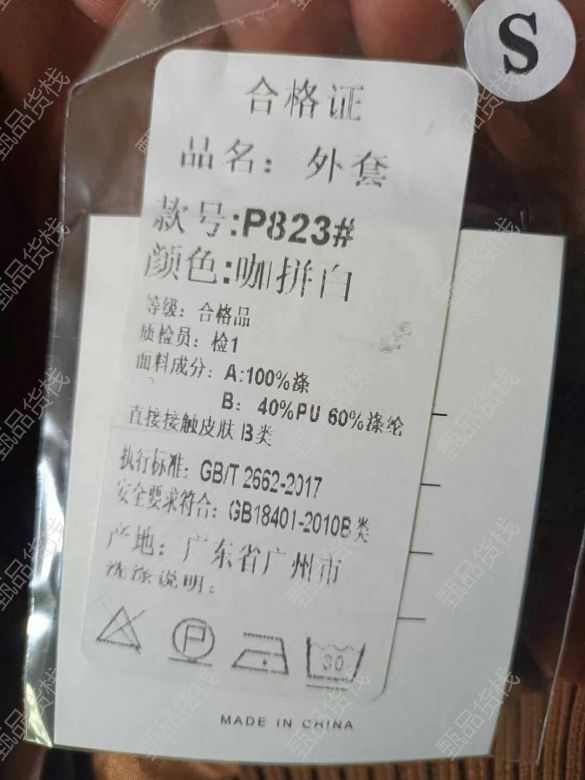 S
合格证
品名：外套
款号:P823#
颜色:咖拼白
等级：合格品
质检员：检1
面料成分：A:100%涤
B：40%PU 60%涤纶
直接接触皮肤 B类
执行标准：GB/T 2662-2017
安全要求符合：GB18401-2010B类
产地：广东省广州市
洗涤说明：
P
30
MADE IN CHINA
甄品货栈